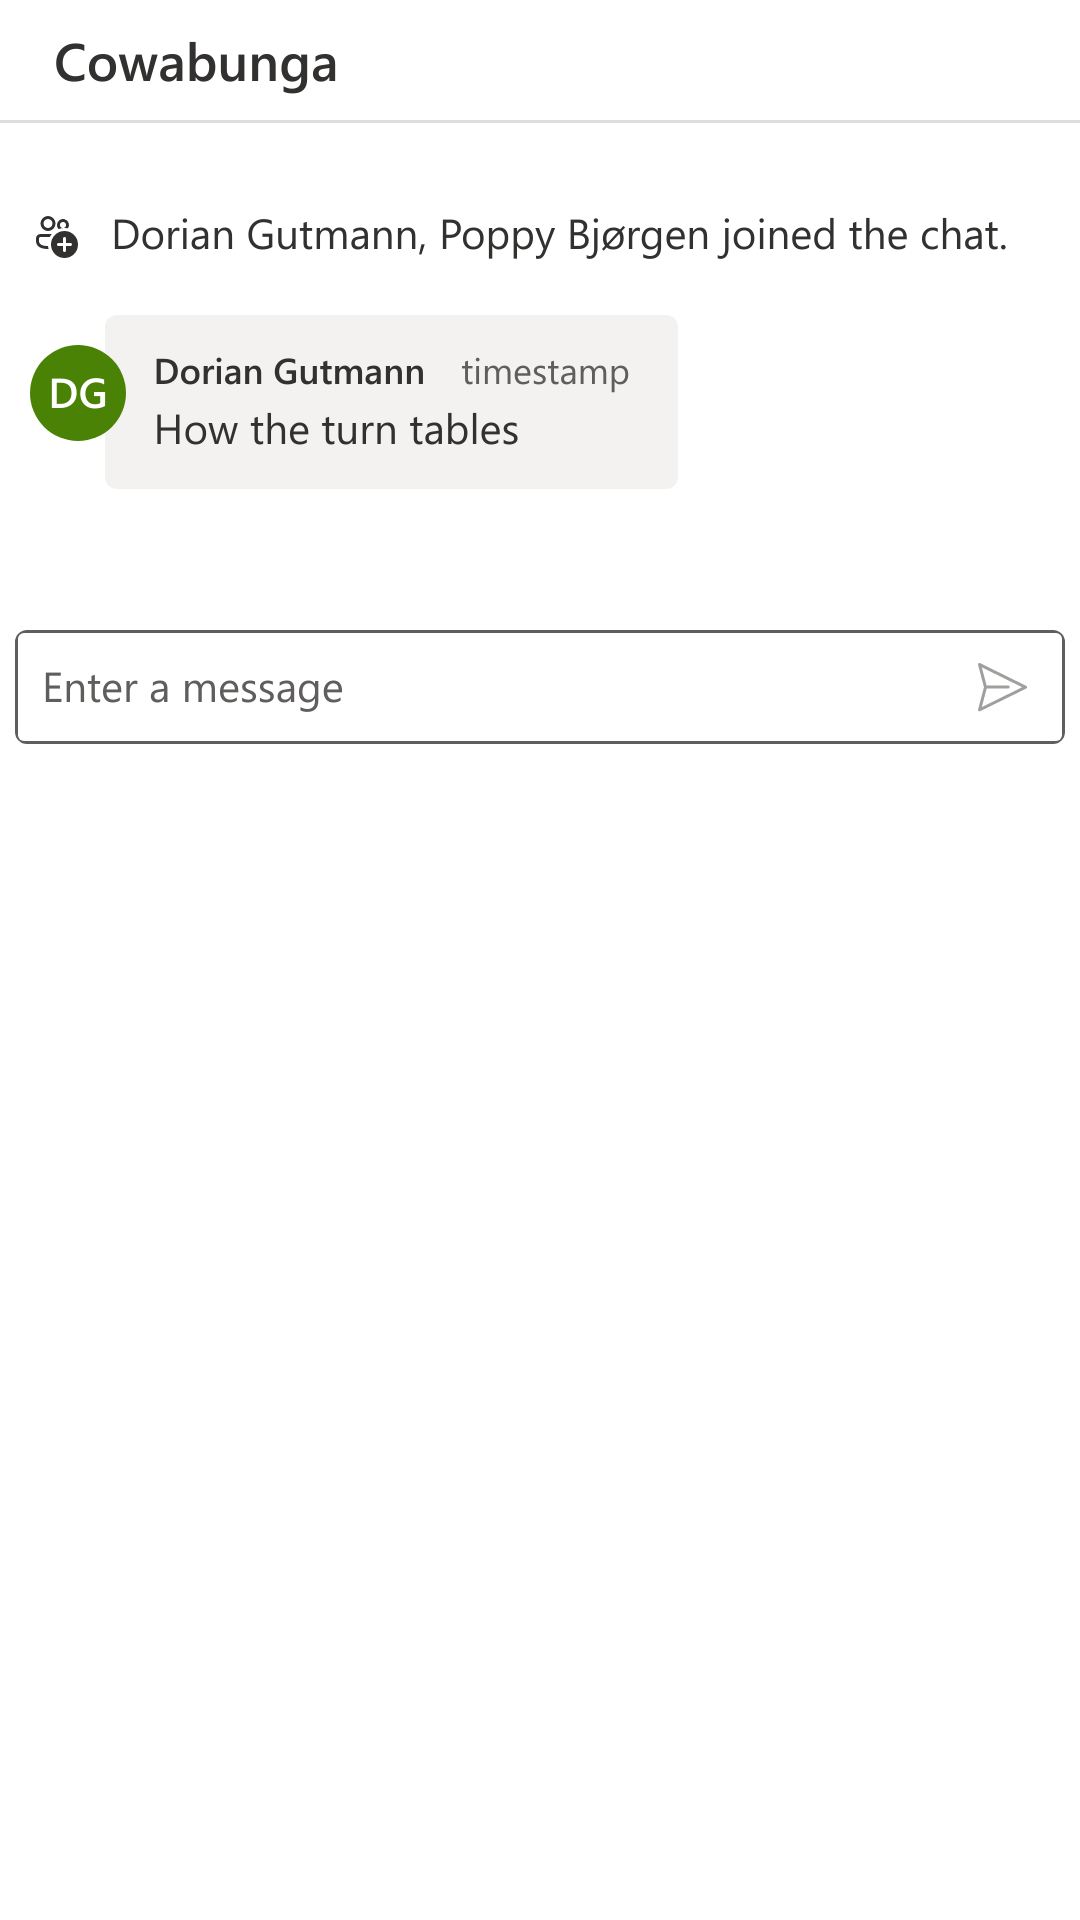 Cowabunga
Dorian Gutmann, Poppy Bjørgen joined the chat.
DG
Dorian Gutmann timestamp
How the turn tables
Enter a message